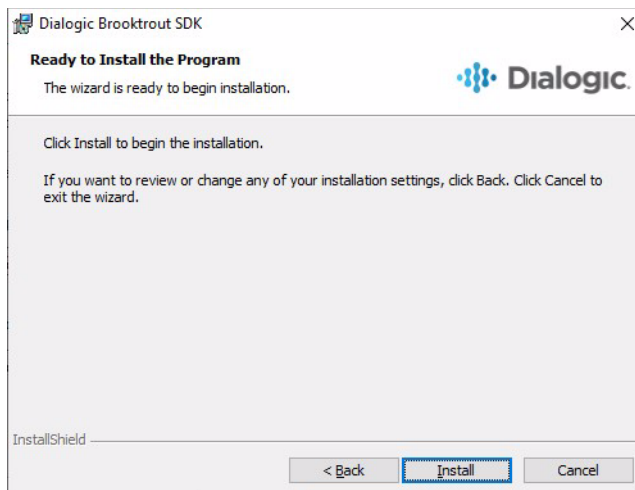 Dialogic Brooktrout SDK
Ready to Install the Program
The wizard is ready to begin installation.
Dialogic.
Click Install to begin the installation.
If you want to review or change any of your installation settings, click Back. Click Cancel to
exit the wizard.
InstallShield
< Back
Install
Cancel